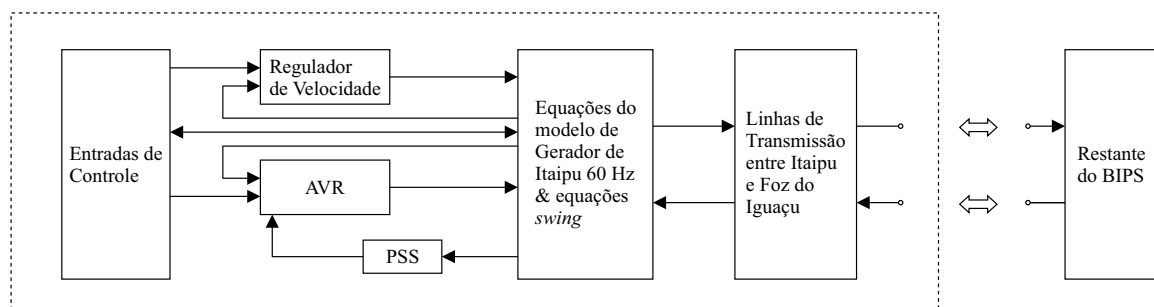 Entradas de
Controle
Regulador
de Velocidade
AVR
PSS
Equações do
modelo de
Gerador de
Itaipu 60 Hz
& equações
swing
Linhas de
Transmissão
entre Itaipu
e Foz do
Iguaçu
Restante
do BIPS